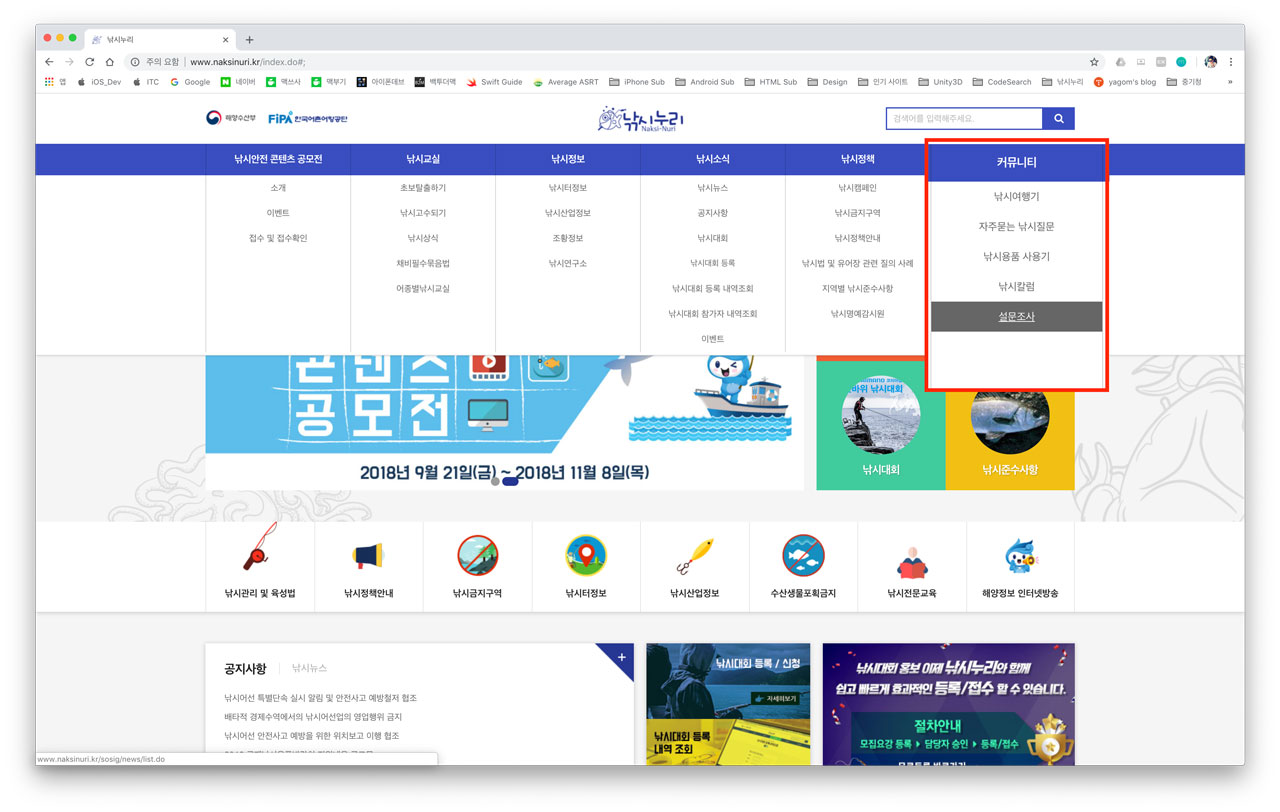 낚시누리
주의 요함 | www.naksinuri.kr/index.do#;
앱 iOS_Dev ITC Google 네이버 맥쓰사 맥부기 아이폰데브 백투더맥 Swift Guide Average ASRT iPhone Sub Android Sub HTML Sub Design 인기 사이트 Unity3D CodeSearch 낚시누리 yagom's blog 중기청 »
해양수산부 FiPA 한국어촌어항공단
낚시누리
Naksi-Nuri
검색어를 입력해주세요.
낚시안전 콘텐츠 공모전
소개
이벤트
접수 및 접수확인
낚시교실
초보탈출하기
낚시고수되기
낚시상식
채비필수묶음법
어종별낚시교실
낚시정보
낚시터정보
낚시산업정보
조황정보
낚시연구소
낚시소식
낚시뉴스
공지사항
낚시대회
낚시대회 등록
낚시대회 등록 내역조회
낚시대회 참가자 내역조회
이벤트
낚시정책
낚시캠페인
낚시금지구역
낚시정책안내
낚시법 및 유어장 관련 질의 사례
지역별 낚시준수사항
낚시명예감시원
커뮤니티
낚시여행기
자주묻는 낚시질문
낚시용품 사용기
낚시칼럼
설문조사
콘텐츠
공모전
2018년 9월 21일(금) ~ 2018년 11월 8일(목)
바위 낚시대회
낚시대회
낚시준수사항
낚시관리 및 육성법
낚시정책안내
낚시금지구역
낚시터정보
낚시산업정보
수산생물포획금지
낚시전문교육
해양정보 인터넷방송
공지사항 낚시뉴스
+
낚시어선 특별단속 실시 알림 및 안전사고 예방철저 협조
배타적 경제수역에서의 낚시어선업의 영업행위 금지
낚시어선 안전사고 예방을 위한 위치보고 이행 협조
낚시대회 등록 / 신청
자세히보기
낚시대회 등록
내역 조회
낚시대회 홍보 이제 낚시누리와 함께
쉽고 빠르게 효과적인 등록/접수 할 수 있습니다.
절차안내
모집요강 등록 ▶ 담당자 승인 ▶ 등록/접수
www.naksinuri.kr/sosig/news/list.do